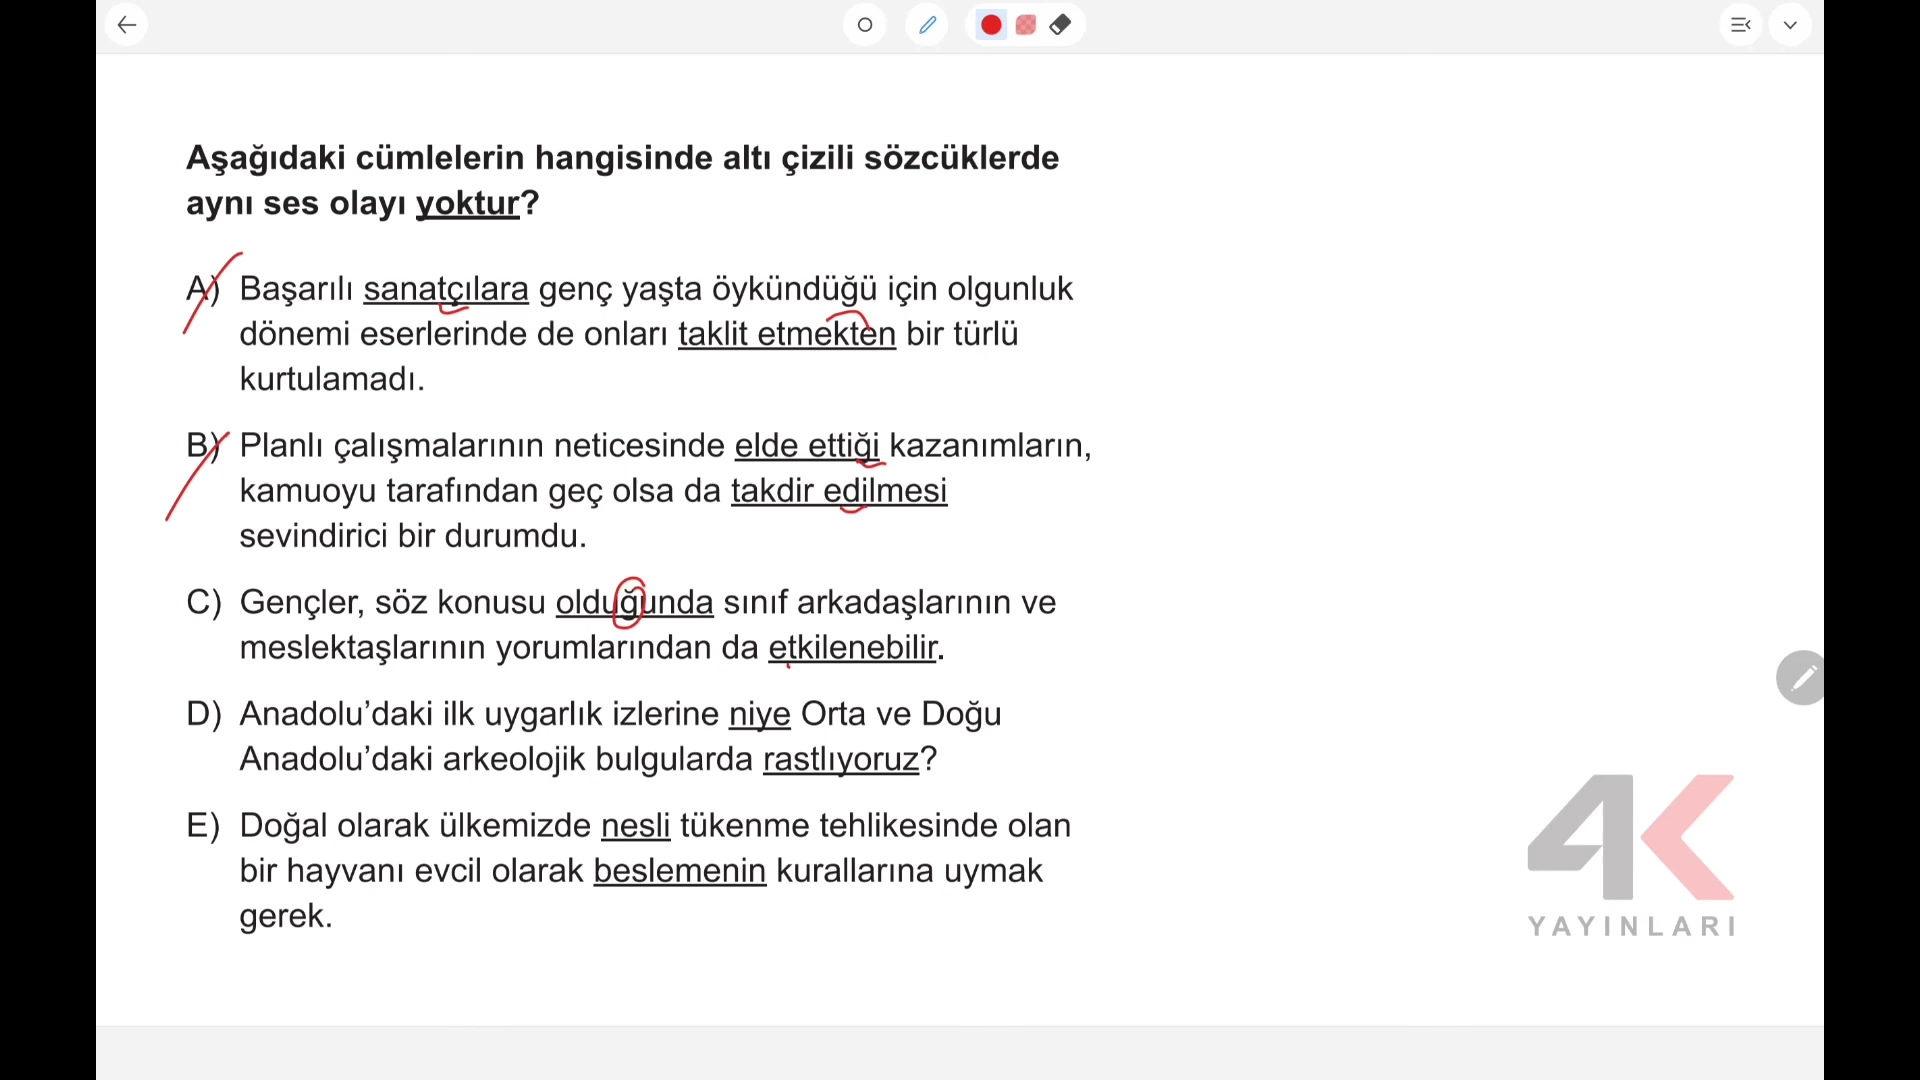 Aşağıdaki cümlelerin hangisinde altı çizili sözcüklerde
aynı ses olayı yoktur?
A) Başarılı sanatçılara genç yaşta öykündüğü için olgunluk
dönemi eserlerinde de onları taklit etmekten bir türlü
kurtulamadı.
B) Planlı çalışmalarının neticesinde elde ettiği kazanımların,
kamuoyu tarafından geç olsa da takdir edilmesi
sevindirici bir durumdu.
C) Gençler, söz konusu olduğunda sınıf arkadaşlarının ve
meslektaşlarının yorumlarından da etkilenebilir.
D) Anadolu’daki ilk uygarlık izlerine niye Orta ve Doğu
Anadolu’daki arkeolojik bulgularda rastlıyoruz?
E) Doğal olarak ülkemizde nesli tükenme tehlikesinde olan
bir hayvanı evcil olarak beslemenin kurallarına uymak
gerek.
4K
YAYINLARI